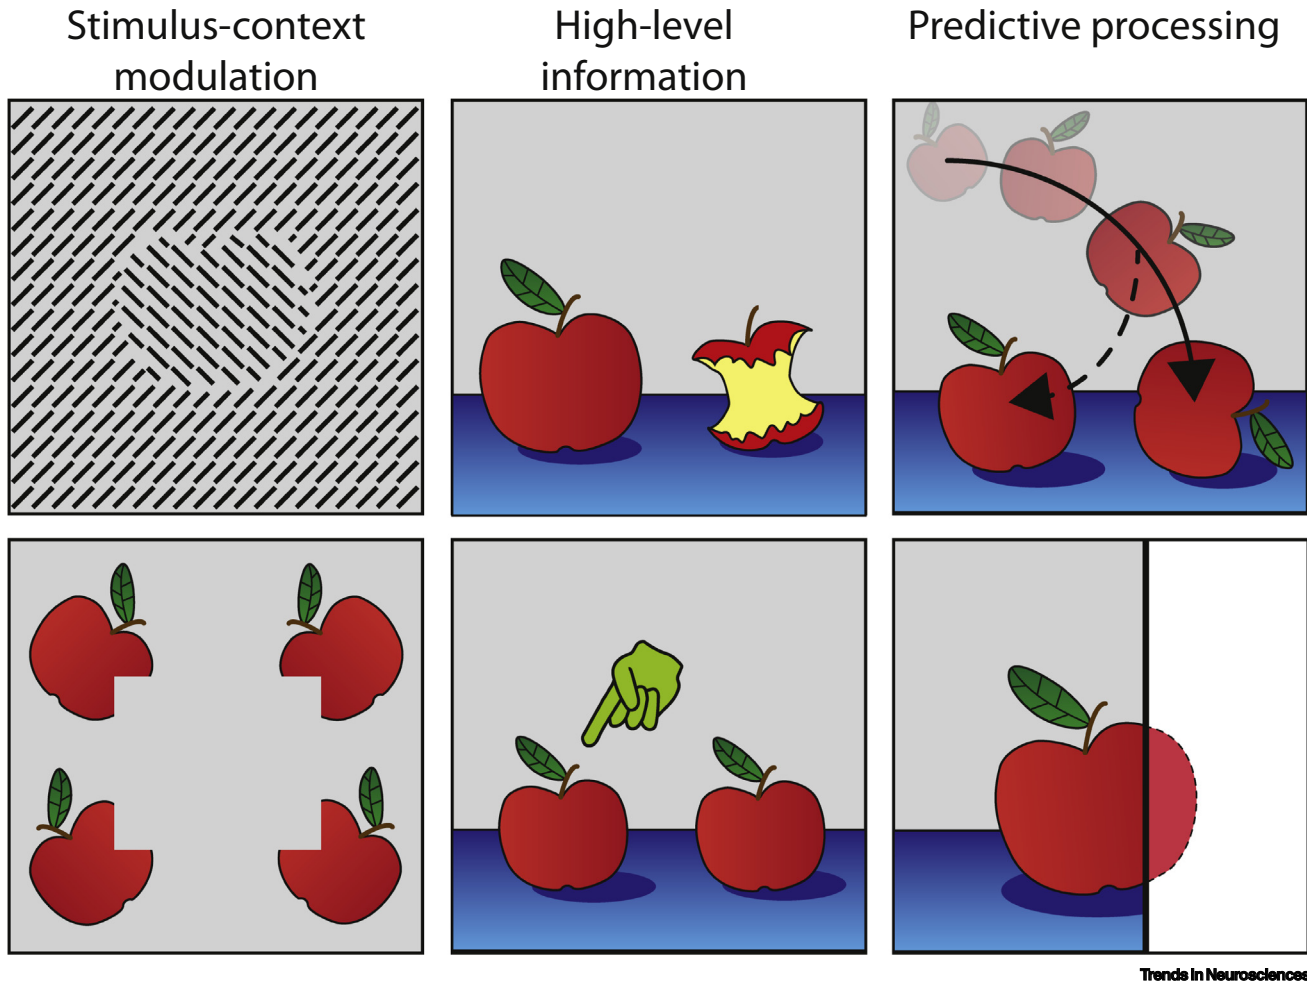 Stimulus-context
modulation
High-level
information
Predictive processing
Trends in Neurosciences